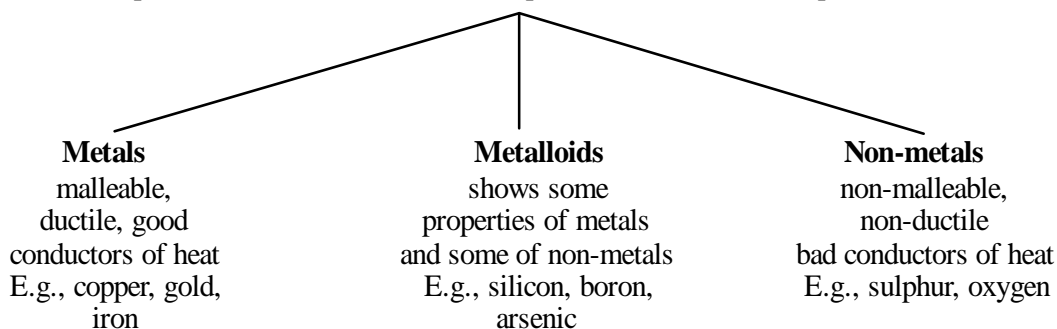 Metals
malleable,
ductile, good
conductors of heat
E.g., copper, gold,
iron
Metalloids
shows some
properties of metals
and some of non-metals
E.g., silicon, boron,
arsenic
Non-metals
non-malleable,
non-ductile
bad conductors of heat
E.g., sulphur, oxygen